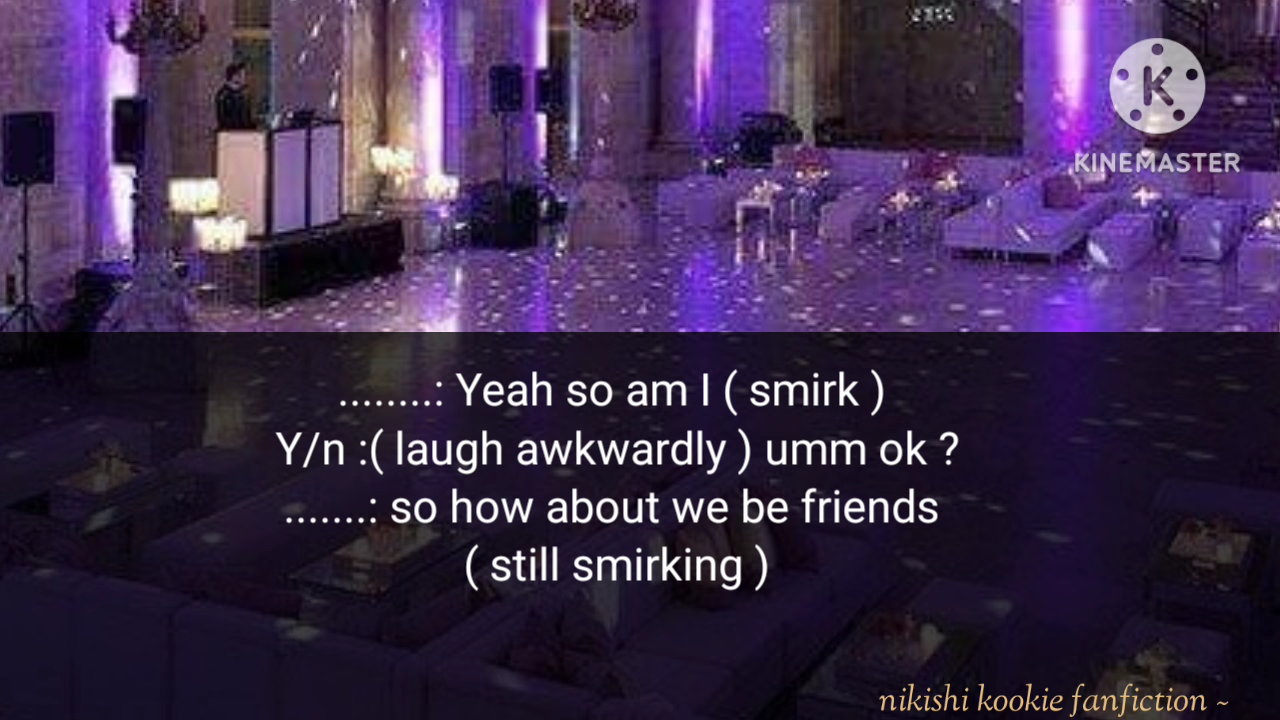 K
KINEMASTER
........: Yeah so am I ( smirk )
Y/n :( laugh awkwardly ) umm ok ?
.......: so how about we be friends
( still smirking )
nikishi kookie fanfiction ~